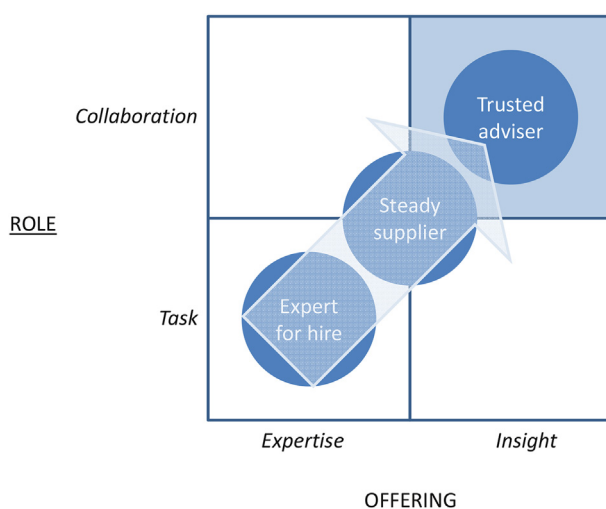 Collaboration
Trusted
adviser
ROLE
Steady
supplier
Task
Expert
for hire
Expertise
Insight
OFFERING